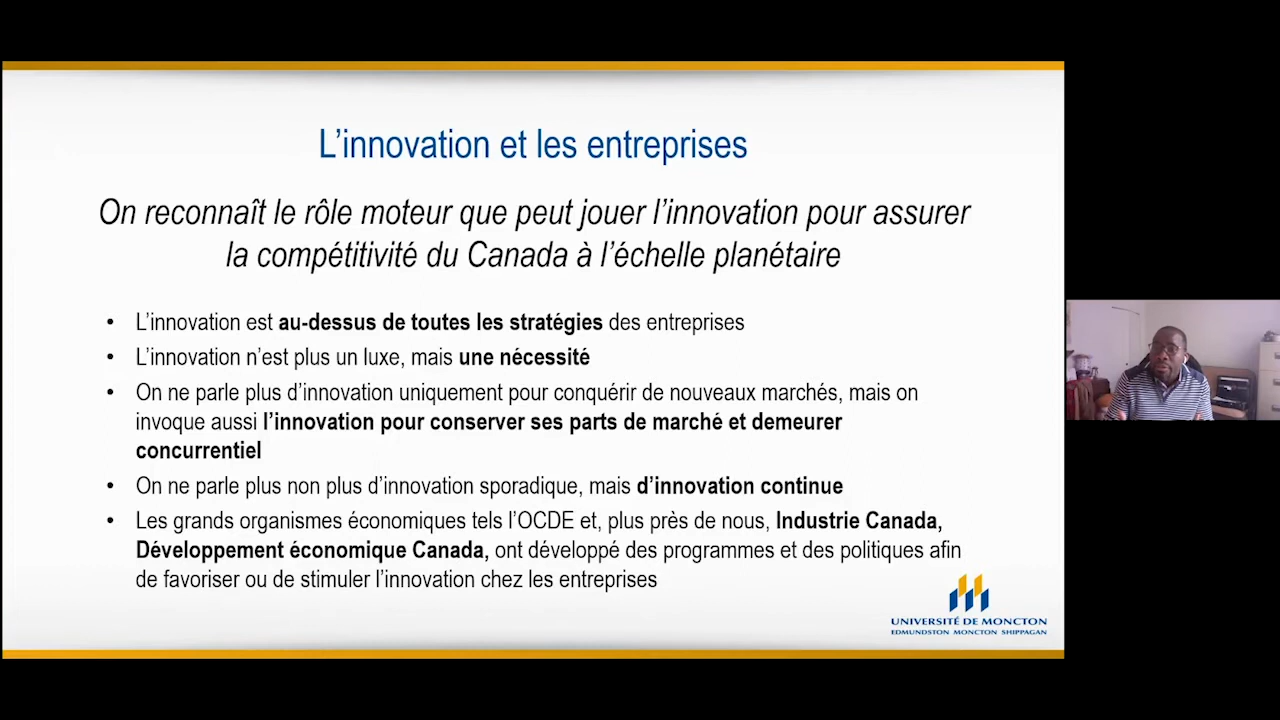 L’innovation et les entreprises
On reconnaît le rôle moteur que peut jouer l’innovation pour assurer
la compétitivité du Canada à l’échelle planétaire
• L’innovation est au-dessus de toutes les stratégies des entreprises
• L’innovation n’est plus un luxe, mais une nécessité
• On ne parle plus d’innovation uniquement pour conquérir de nouveaux marchés, mais on
invoque aussi l’innovation pour conserver ses parts de marché et demeurer
concurrentiel
• On ne parle plus non plus d’innovation sporadique, mais d’innovation continue
• Les grands organismes économiques tels l’OCDE et, plus près de nous, Industrie Canada,
Développement économique Canada, ont développé des programmes et des politiques afin
de favoriser ou de stimuler l’innovation chez les entreprises
UNIVERSITÉ DE MONCTON
EDMUNDSTON MONCTON SHIPPAGAN